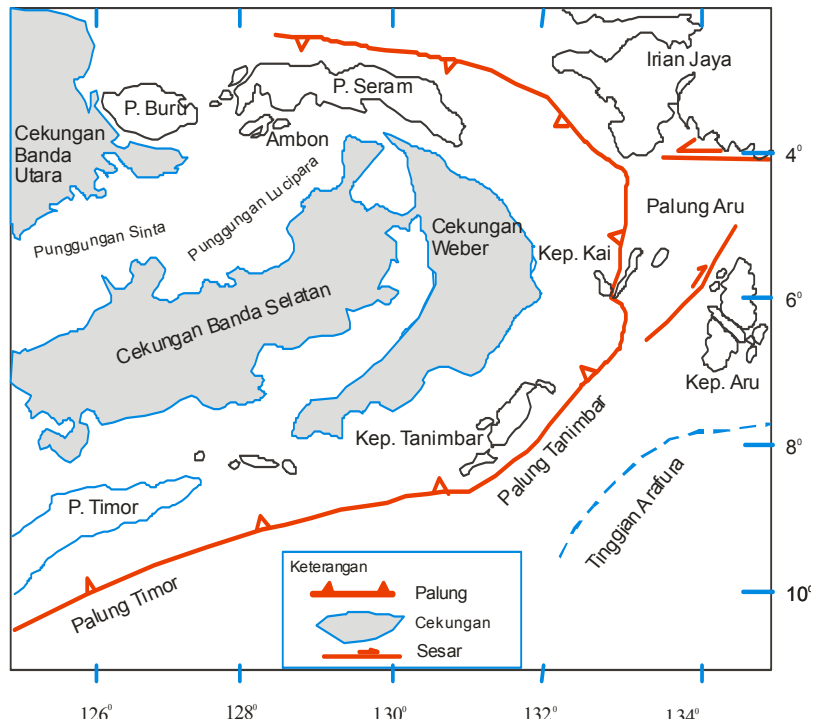 Irian Jaya
P. Seram
P. Buru
Ambon
Cekungan
Banda
Utara
4°
Punggungan Lucipara
Palung Aru
Punggungan Sinta
Cekungan
Weber
Kep. Kai
6°
Cekungan Banda Selatan
Kep. Aru
Kep. Tanimbar
8°
Palung Tanimbar
P. Timor
Tinggian Arafura
Keterangan
Palung
Cekungan
Sesar
Palung Timor
10°
126° 128° 130° 132° 134°